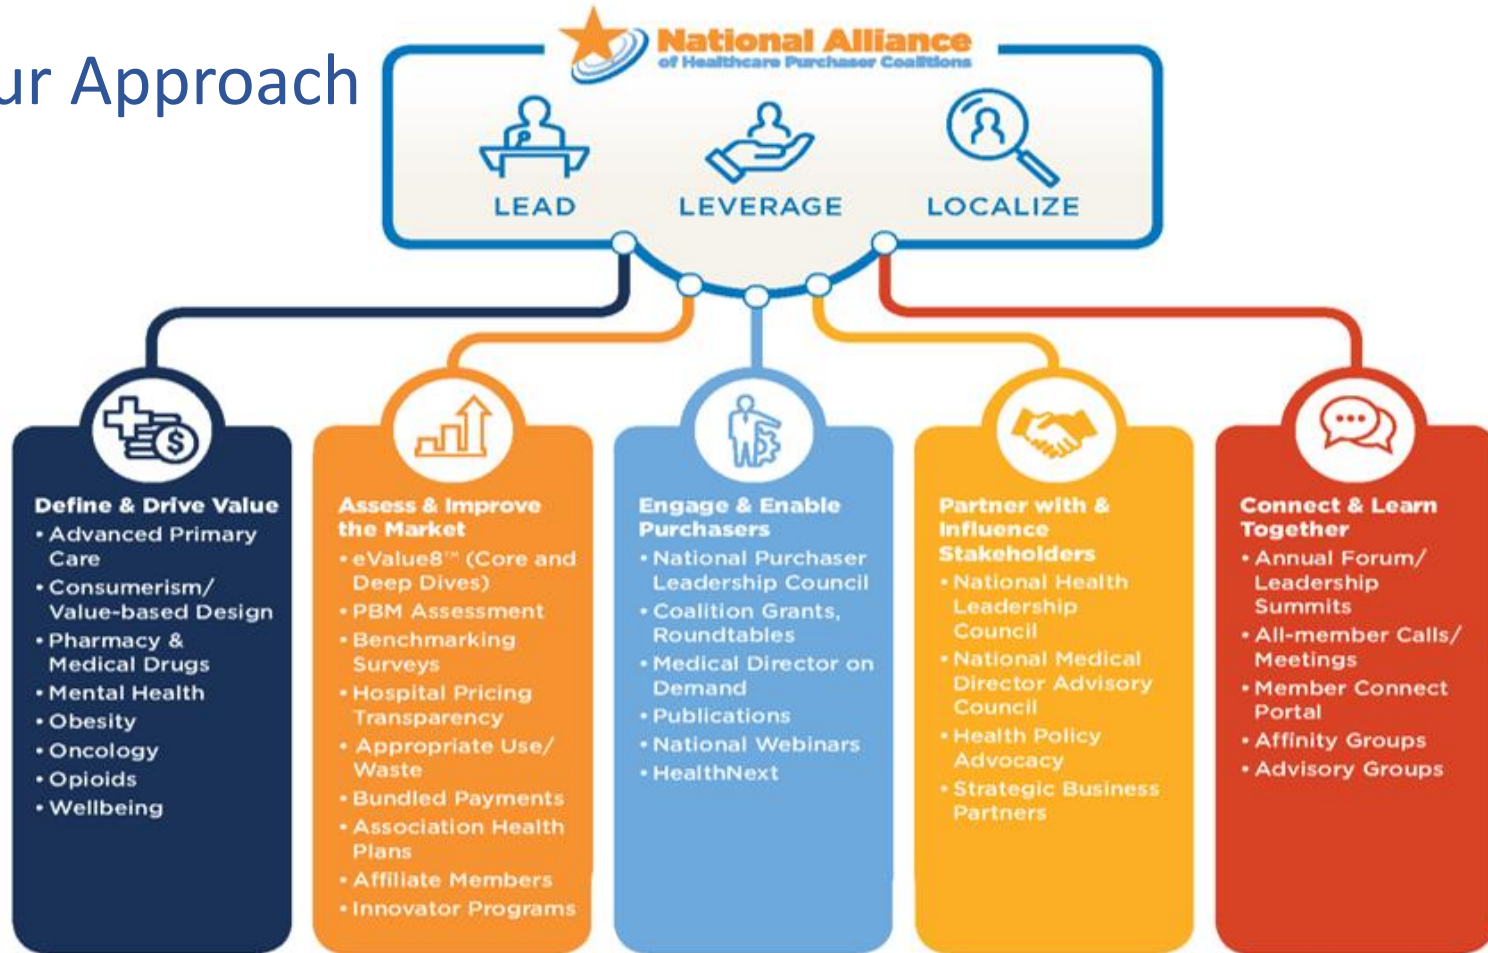 ur Approach
National Alliance
of Healthcare Purchaser Coalitions
LEAD
LEVERAGE
LOCALIZE
Define & Drive Value
• Advanced Primary
Care
• Consumerism/
Value-based Design
• Pharmacy &
Medical Drugs
• Mental Health
• Obesity
• Oncology
• Opioids
• Wellbeing
Assess & Improve
the Market
• eValue8™ (Core and
Deep Dives)
• PBM Assessment
• Benchmarking
Surveys
• Hospital Pricing
Transparency
• Appropriate Use/
Waste
• Bundled Payments
• Association Health
Plans
• Affiliate Members
• Innovator Programs
Engage & Enable
Purchasers
• National Purchaser
Leadership Council
• Coalition Grants,
Roundtables
• Medical Director on
Demand
• Publications
• National Webinars
• HealthNext
Partner with &
Influence
Stakeholders
• National Health
Leadership
Council
• National Medical
Director Advisory
Council
• Health Policy
Advocacy
• Strategic Business
Partners
Connect & Learn
Together
• Annual Forum/
Leadership
Summits
• All-member Calls/
Meetings
• Member Connect
Portal
• Affinity Groups
• Advisory Groups